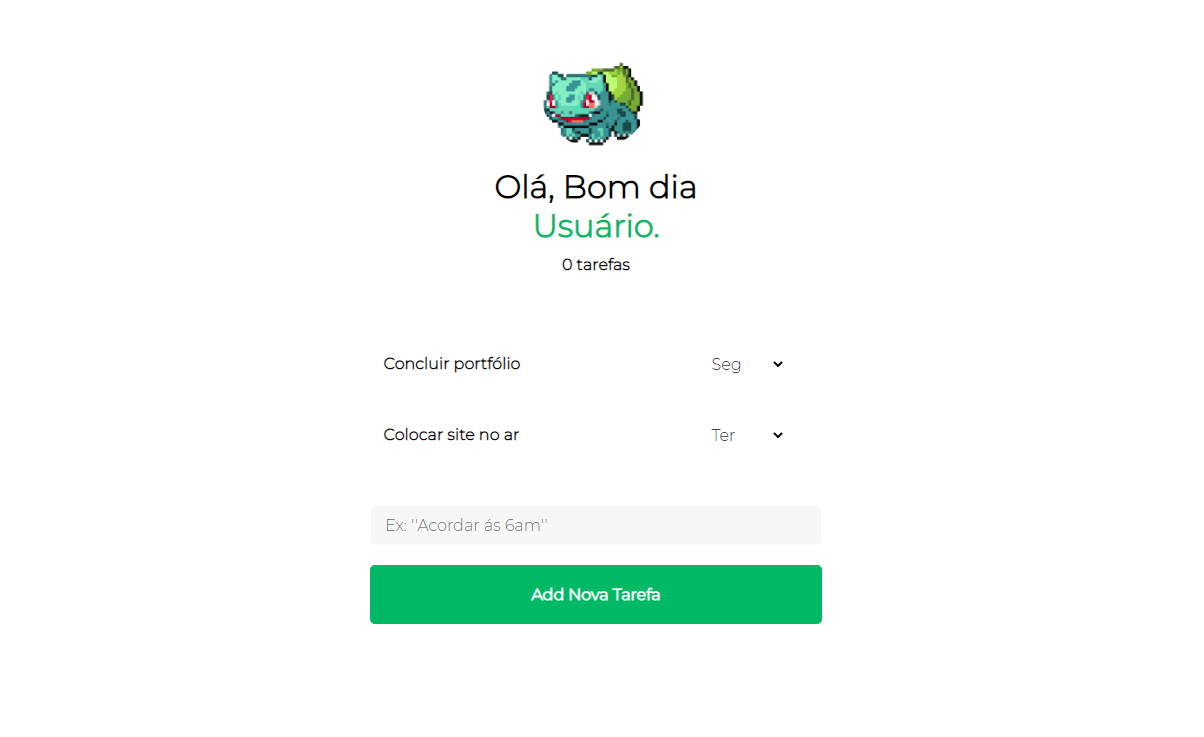 Olá, Bom dia
Usuário.
0 tarefas
Concluir portfólio Seg
Colocar site no ar Ter
Ex: "Acordar ás 6am"
Add Nova Tarefa